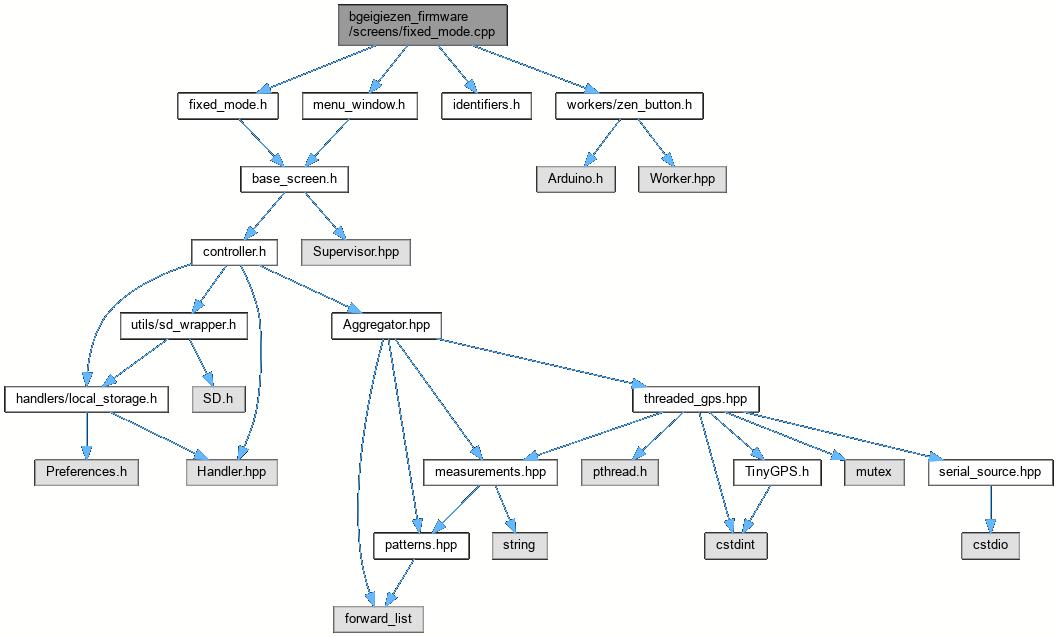 bgeigiezen_firmware
/screens/fixed_mode.cpp
fixed_mode.h
menu_window.h
identifiers.h
workers/zen_button.h
base_screen.h
Arduino.h
Worker.hpp
controller.h
Supervisor.hpp
utils/sd_wrapper.h
Aggregator.hpp
handlers/local_storage.h
SD.h
threaded_gps.hpp
Preferences.h
Handler.hpp
measurements.hpp
pthread.h
TinyGPS.h
mutex
serial_source.hpp
patterns.hpp
string
cstdint
cstdio
forward_list